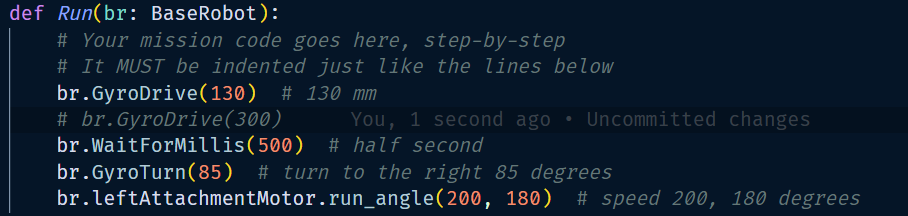 def Run(br: BaseRobot):
# Your mission code goes here, step-by-step
# It MUST be indented just like the lines below
br.GyroDrive(130)  # 130 mm
# br.GyroDrive(300)      You, 1 second ago • Uncommitted changes
br.WaitForMillis(500)  # half second
br.GyroTurn(85)  # turn to the right 85 degrees
br.leftAttachmentMotor.run_angle(200, 180)  # speed 200, 180 degrees